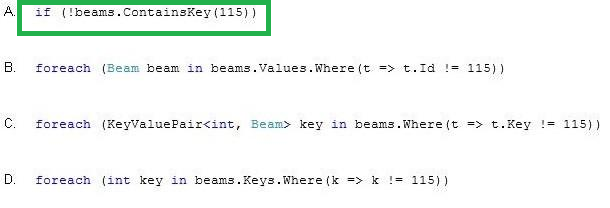 A. if (!beams.ContainsKey(115))
B. foreach (Beam beam in beams.Values.Where(t => t.Id != 115))
C. foreach (KeyValuePair<int, Beam> key in beams.Where(t => t.Key != 115))
D. foreach (int key in beams.Keys.Where(k => k != 115))